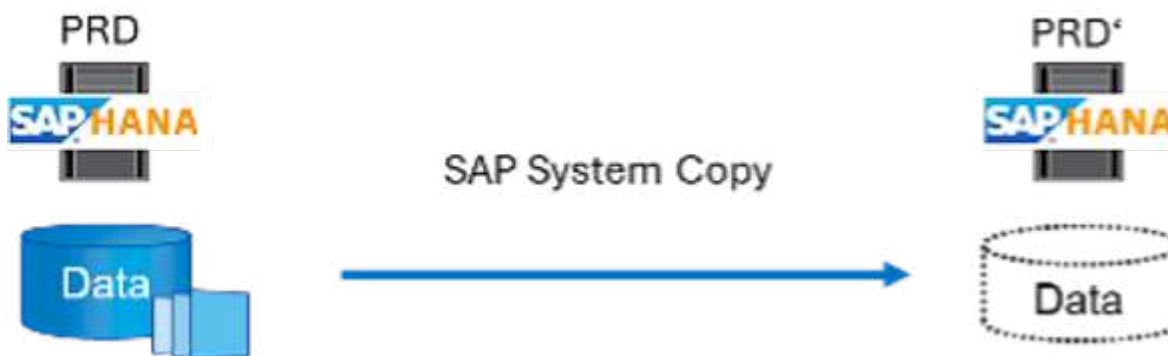 PRD
SAP HANA
Data
SAP System Copy
PRD‘
SAP HANA
Data